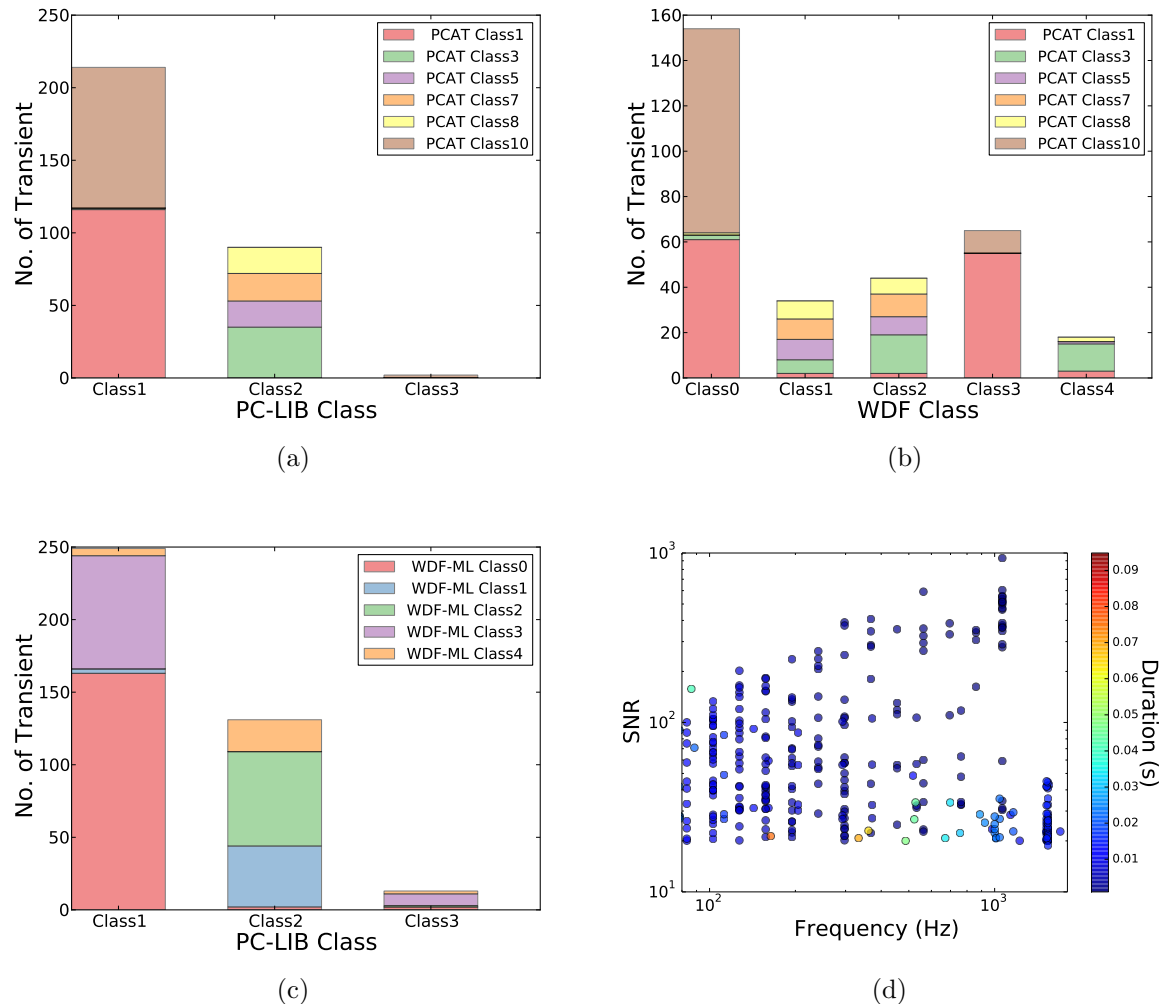 250
200
150
100
50
0
No. of Transient
PCAT Class1
PCAT Class3
PCAT Class5
PCAT Class7
PCAT Class8
PCAT Class10
Class1 Class2 Class3
PC-LIB Class
(a)
160
140
120
100
80
60
40
20
0
No. of Transient
PCAT Class1
PCAT Class3
PCAT Class5
PCAT Class7
PCAT Class8
PCAT Class10
Class0 Class1 Class2 Class3 Class4
WDF Class
(b)
250
200
150
100
50
0
No. of Transient
WDF-ML Class0
WDF-ML Class1
WDF-ML Class2
WDF-ML Class3
WDF-ML Class4
Class1 Class2 Class3
PC-LIB Class
(c)
10³
10²
10¹
SNR
10² 10³
Frequency (Hz)
0.09
0.08
0.07
0.06
0.05
0.04
0.03
0.02
0.01
Duration (s)
(d)